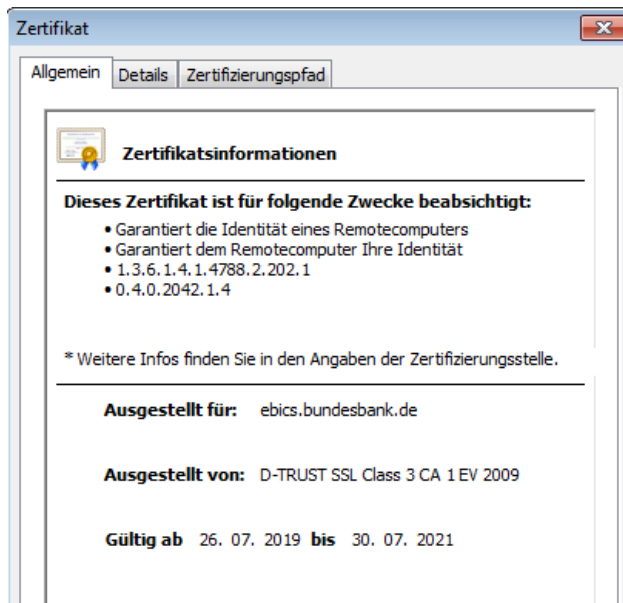 Zertifikat
Allgemein Details Zertifizierungspfad
Zertifikatsinformationen
Dieses Zertifikat ist für folgende Zwecke beabsichtigt:
• Garantiert die Identität eines Remotecomputers
• Garantiert dem Remotecomputer Ihre Identität
• 1.3.6.1.4.1.4788.2.202.1
• 0.4.0.2042.1.4
* Weitere Infos finden Sie in den Angaben der Zertifizierungsstelle.
Ausgestellt für: ebics.bundesbank.de
Ausgestellt von: D-TRUST SSL Class 3 CA 1 EV 2009
Gültig ab 26. 07. 2019 bis 30. 07. 2021